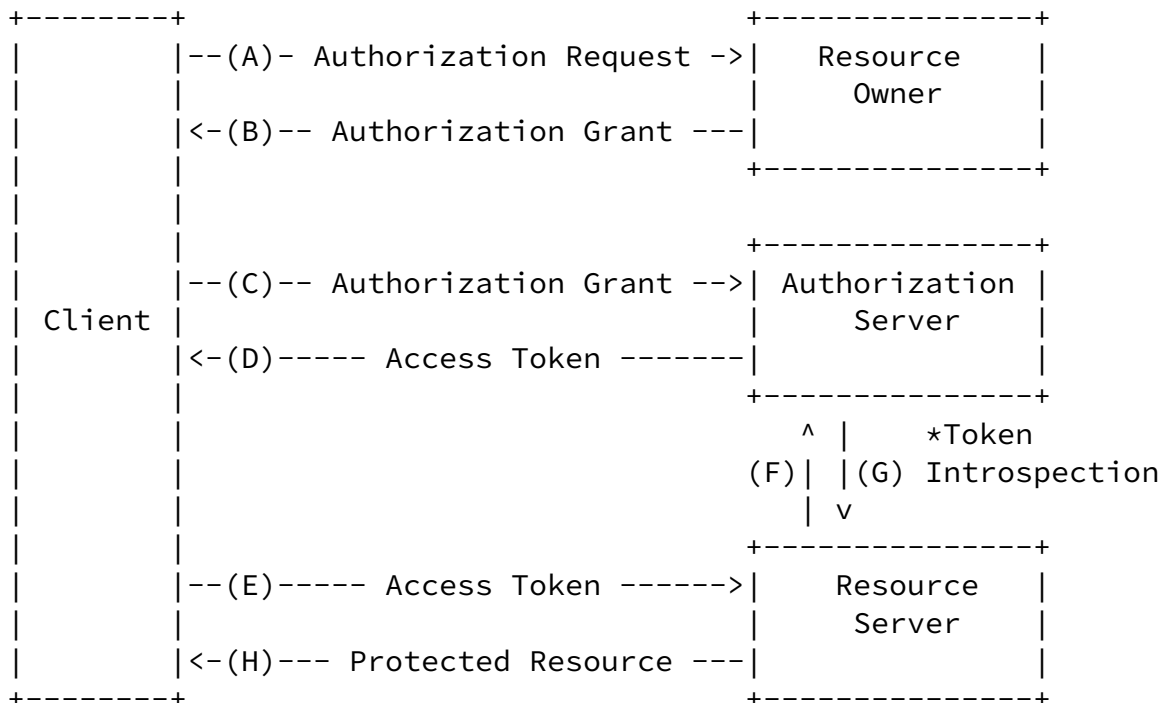 +--------+                               +---------------+
|        |--(A)- Authorization Request ->|   Resource    |
|        |                               |     Owner     |
|        |<-(B)-- Authorization Grant ---|               |
|        |                               +---------------+
|        |
|        |                               +---------------+
|        |--(C)-- Authorization Grant -->| Authorization |
| Client |                               |     Server    |
|        |<-(D)----- Access Token -------|               |
|        |                               +---------------+
|        |                                  ^ |    *Token
|        |                               (F)| |(G) Introspection
|        |                                  | v
|        |                               +---------------+
|        |--(E)----- Access Token ------>|    Resource   |
|        |                               |     Server    |
|        |<-(H)--- Protected Resource ---|               |
+--------+                               +---------------+